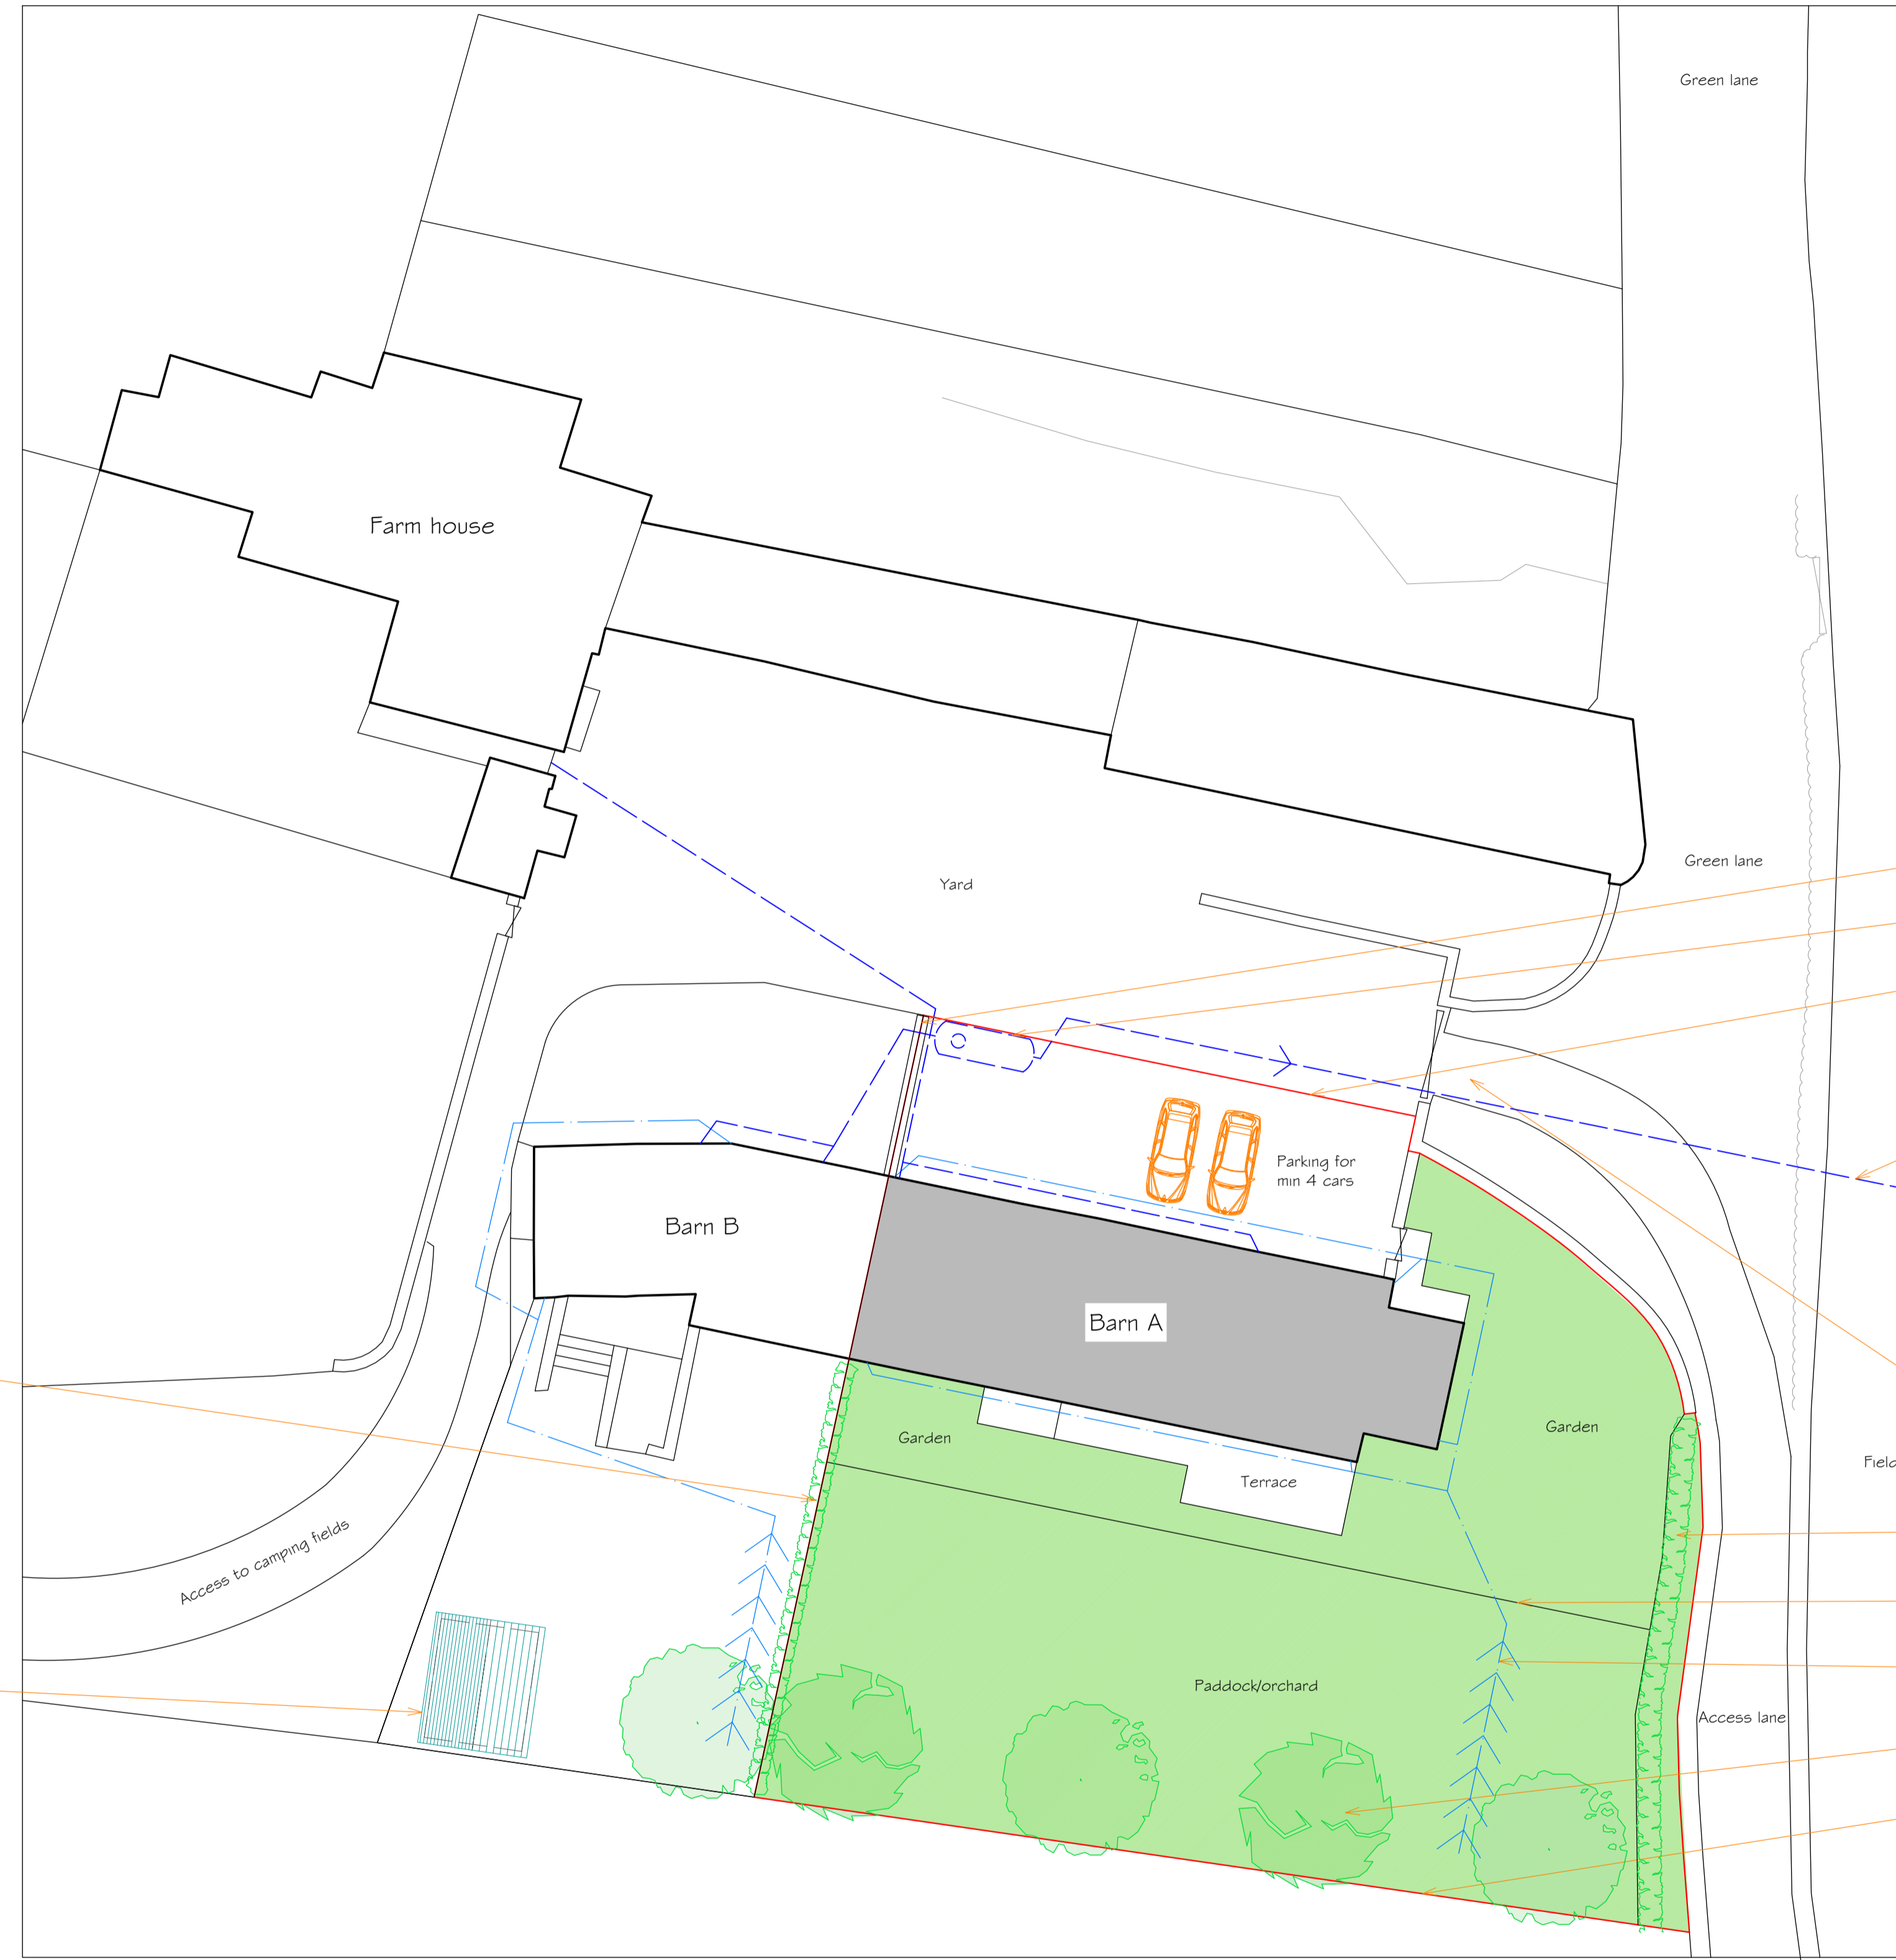 Green lane
Farm house
Green lane
Yard
Parking for
min 4 cars
Barn B
Barn A
Garden
Garden
Field
Terrace
Access to camping fields
Paddock/orchard
Access lane